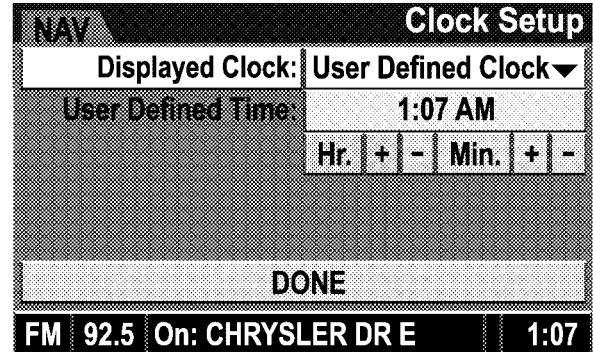 NAV Clock Setup
Displayed Clock: User Defined Clock
User Defined Time: 1:07 AM
Hr. + - Min. + -
DONE
FM 92.5 On: CHRYSLER DR E 1:07